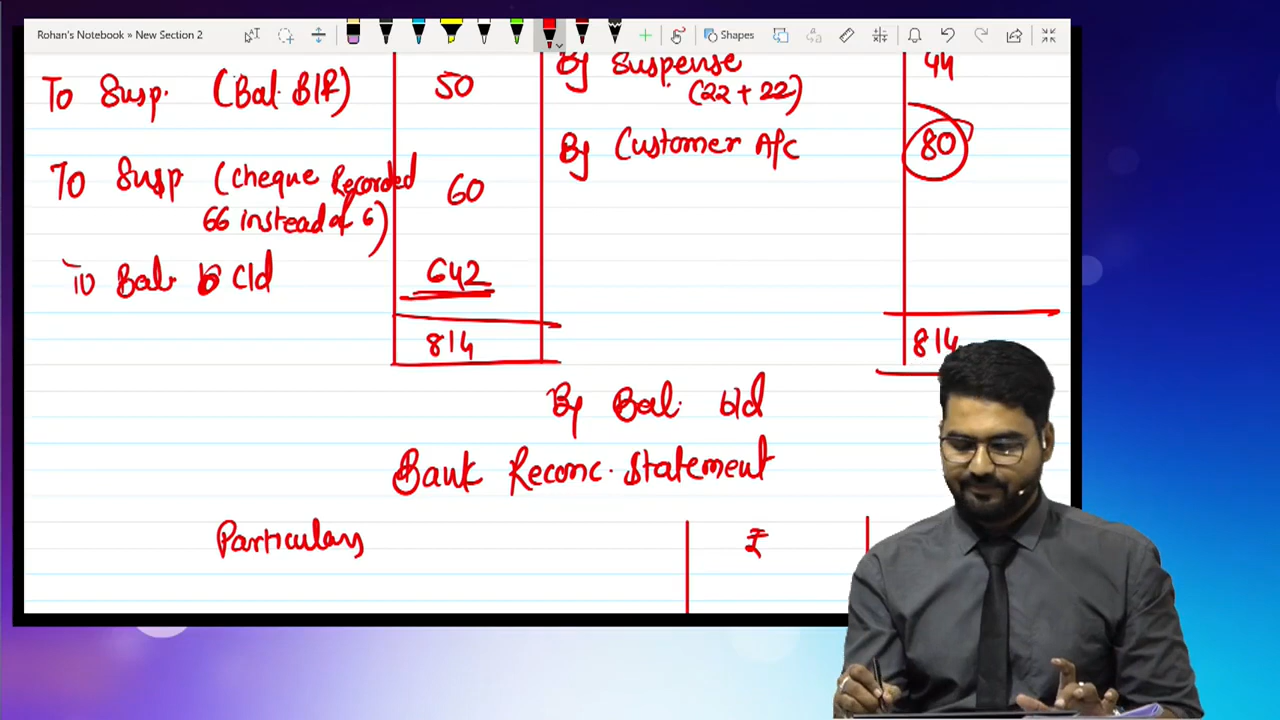 Rohan's Notebook » New Section 2
Shapes
To Susp. (Bal. B/F) 50
By Suspense 44
(22 + 22)
By Customer A/c 80
To Susp (Cheque Recorded 60
66 instead of 6)
To Bal. c/d 642
814 814
By Bal. b/d
Bank Reconc. Statement
Particulars ₹